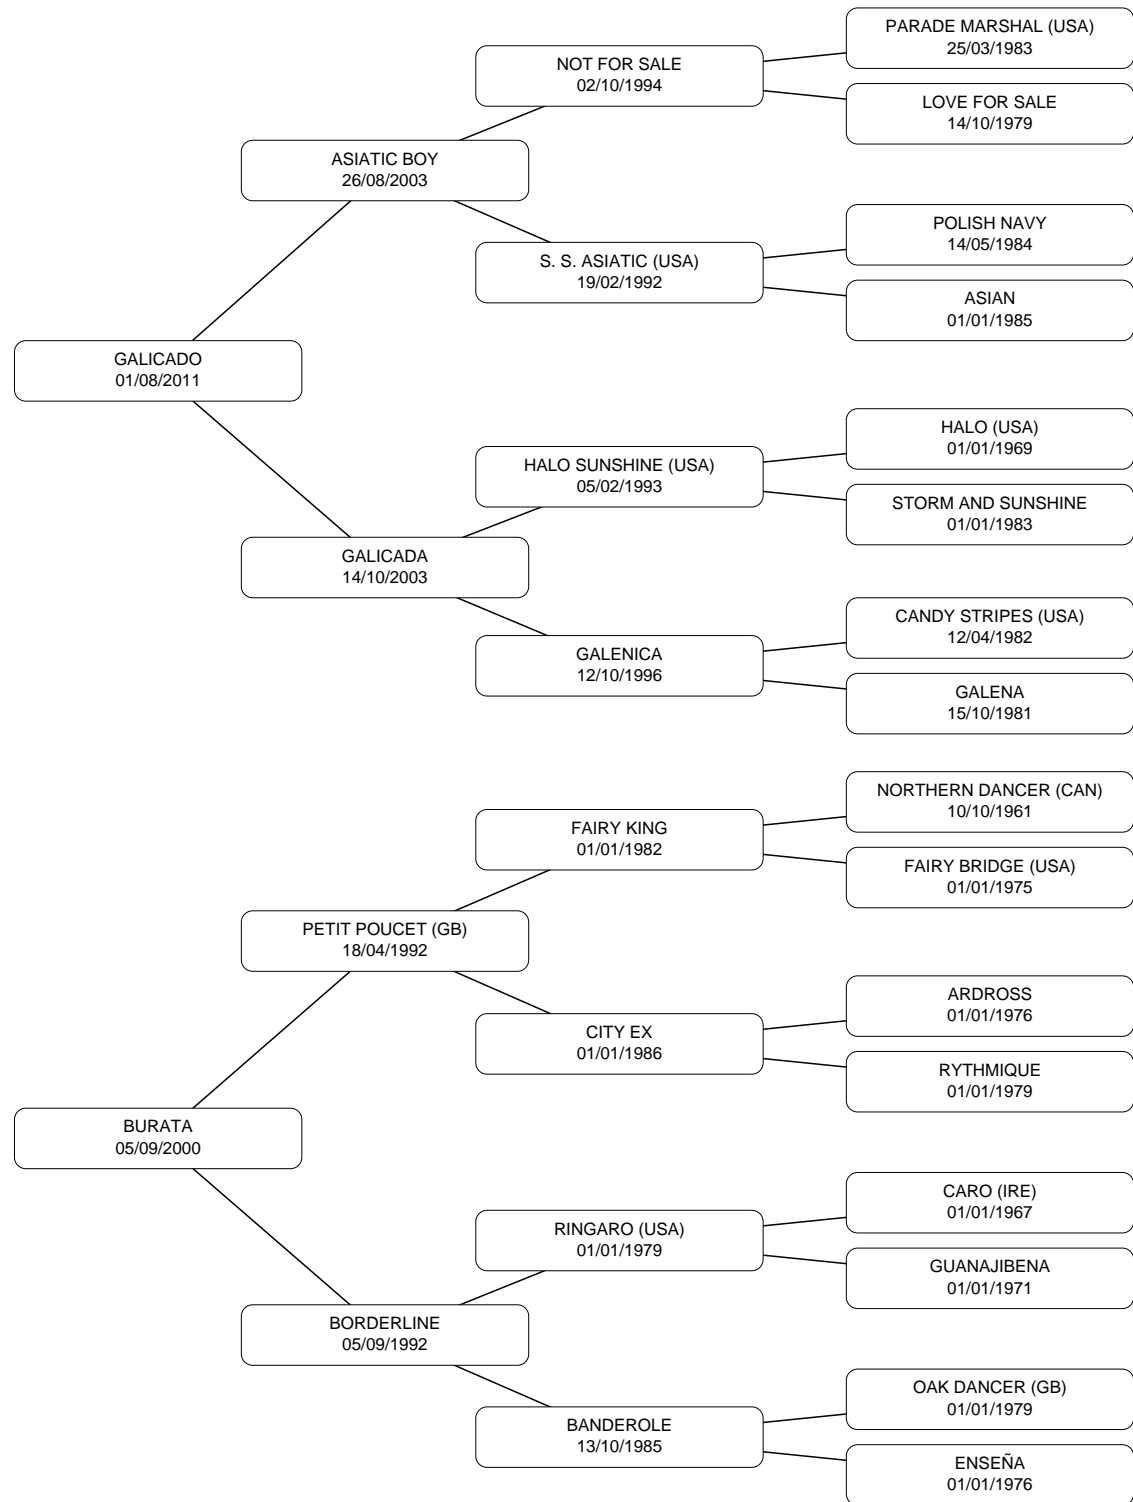 PARADE MARSHAL (USA)
25/03/1983
NOT FOR SALE
02/10/1994
LOVE FOR SALE
14/10/1979
ASIATIC BOY
26/08/2003
POLISH NAVY
14/05/1984
S. S. ASIATIC (USA)
19/02/1992
ASIAN
01/01/1985
GALICADO
01/08/2011
HALO (USA)
01/01/1969
HALO SUNSHINE (USA)
05/02/1993
STORM AND SUNSHINE
01/01/1983
GALICADA
14/10/2003
CANDY STRIPES (USA)
12/04/1982
GALENICA
12/10/1996
GALENA
15/10/1981
NORTHERN DANCER (CAN)
10/10/1961
FAIRY KING
01/01/1982
FAIRY BRIDGE (USA)
01/01/1975
PETIT POUCET (GB)
18/04/1992
ARDROSS
01/01/1976
CITY EX
01/01/1986
RYTHMIQUE
01/01/1979
BURATA
05/09/2000
CARO (IRE)
01/01/1967
RINGARO (USA)
01/01/1979
GUANAJIBENA
01/01/1971
BORDERLINE
05/09/1992
OAK DANCER (GB)
01/01/1979
BANDEROLE
13/10/1985
ENSEÑA
01/01/1976